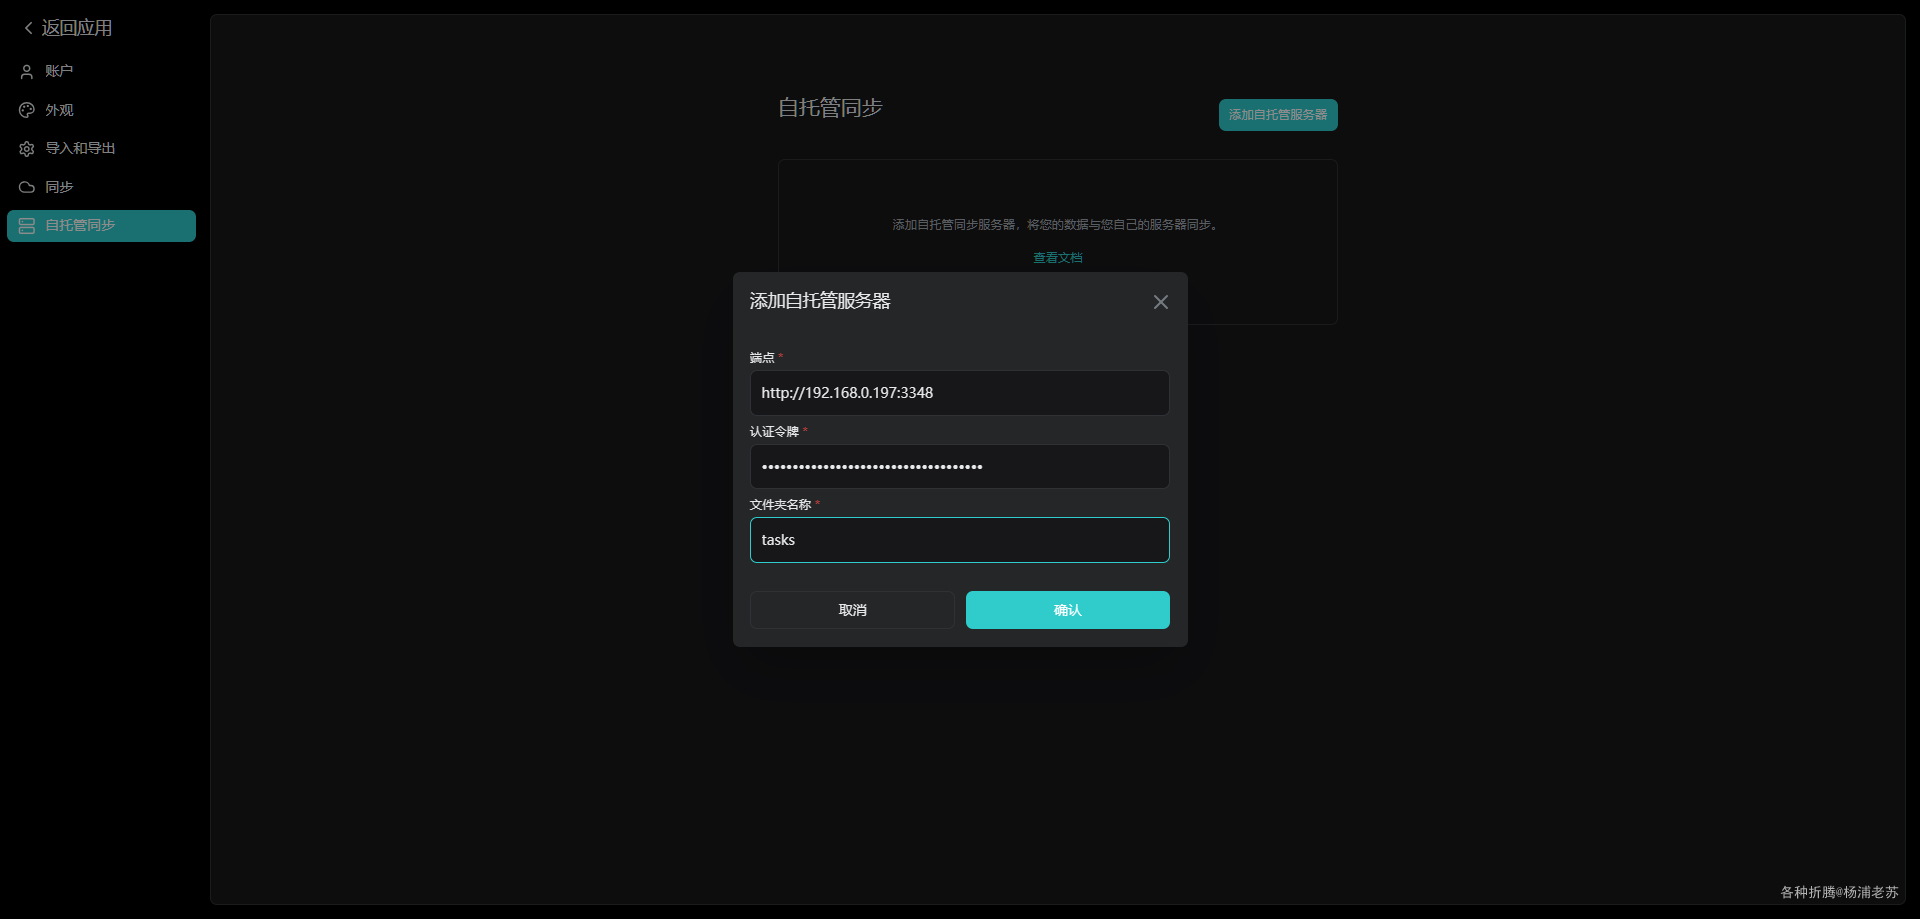 返回应用
账户
外观
导入和导出
同步
自托管同步
自托管同步
添加自托管服务器
添加自托管同步服务器，将您的数据与您自己的服务器同步。
查看文档
添加自托管服务器
端点 *
http://192.168.0.197:3348
认证令牌 *
••••••••••••••••••••••••••••••••••••
文件夹名称 *
tasks
取消
确认
各种折腾@杨浦老苏